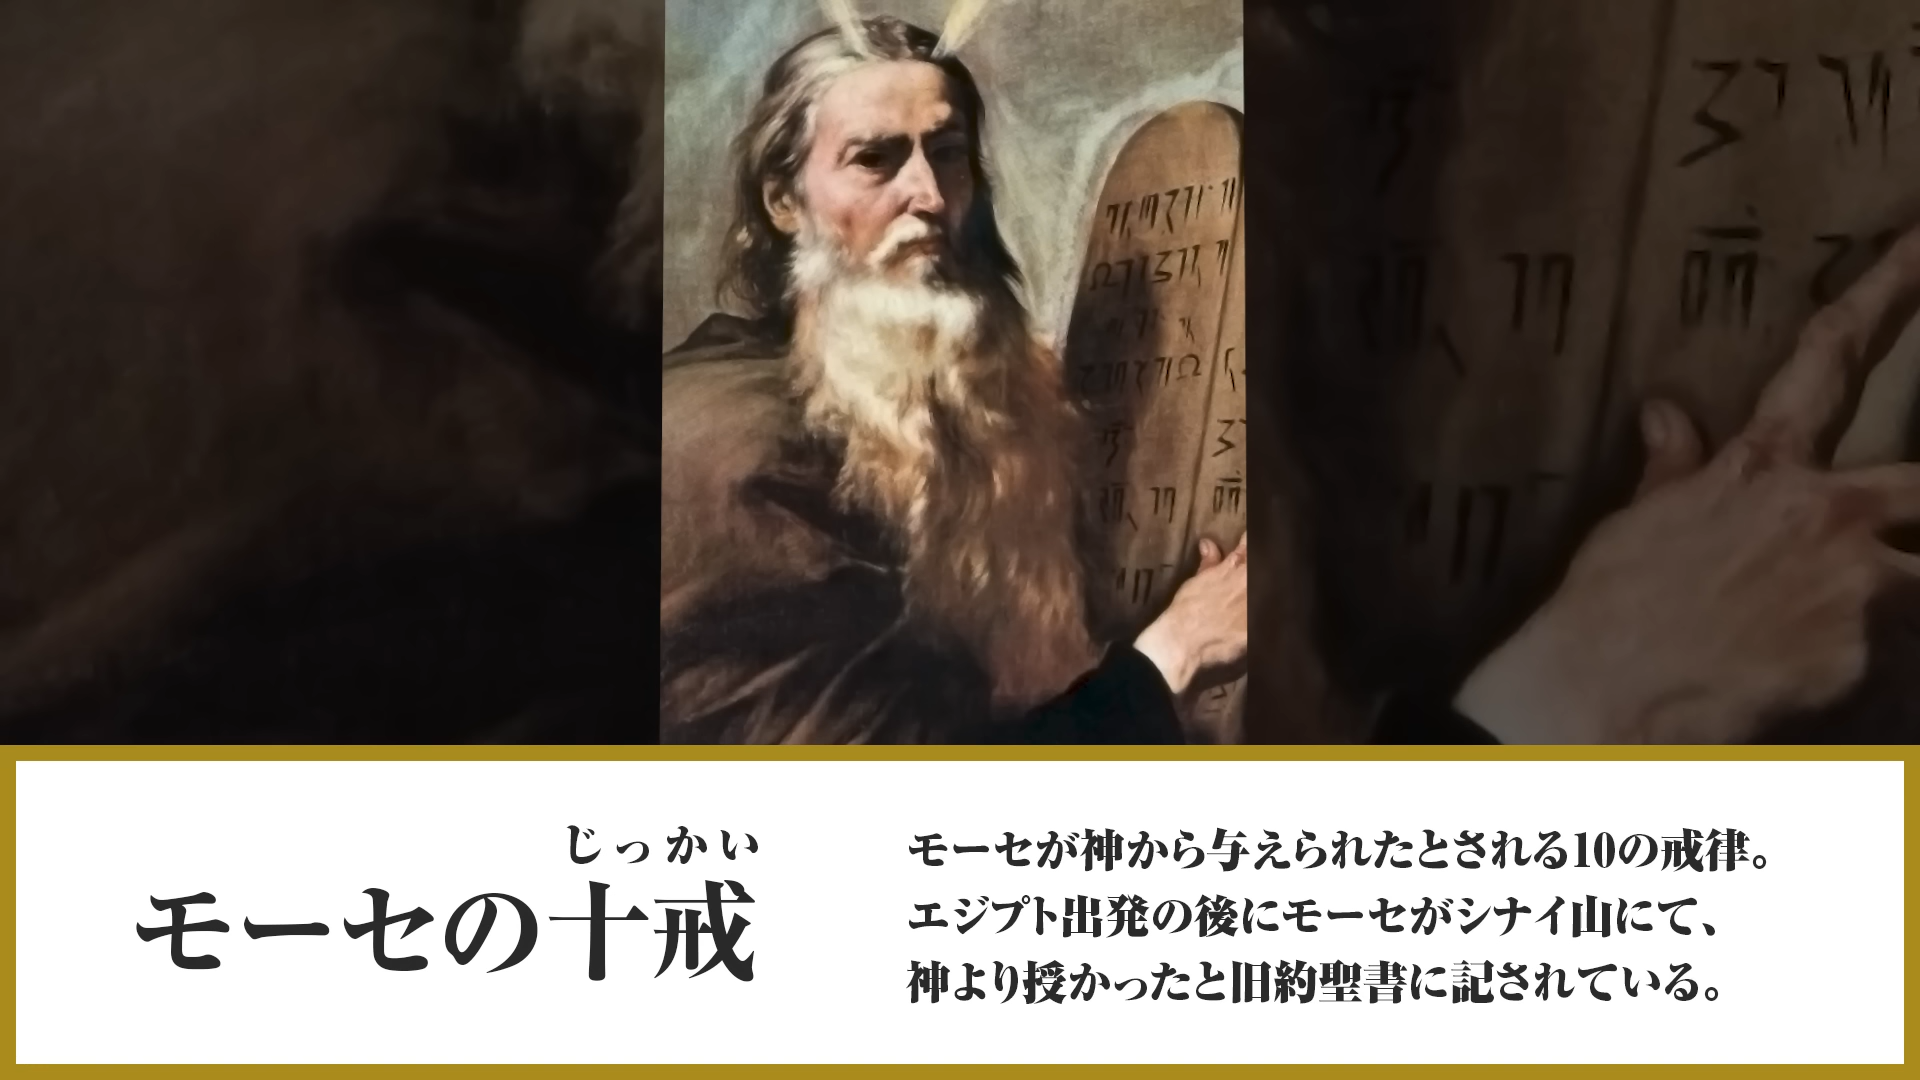 じっかい
モーセの十戒
モーセが神から与えられたとされる10の戒律。
エジプト出発の後にモーセがシナイ山にて、
神より授かったと旧約聖書に記されている。